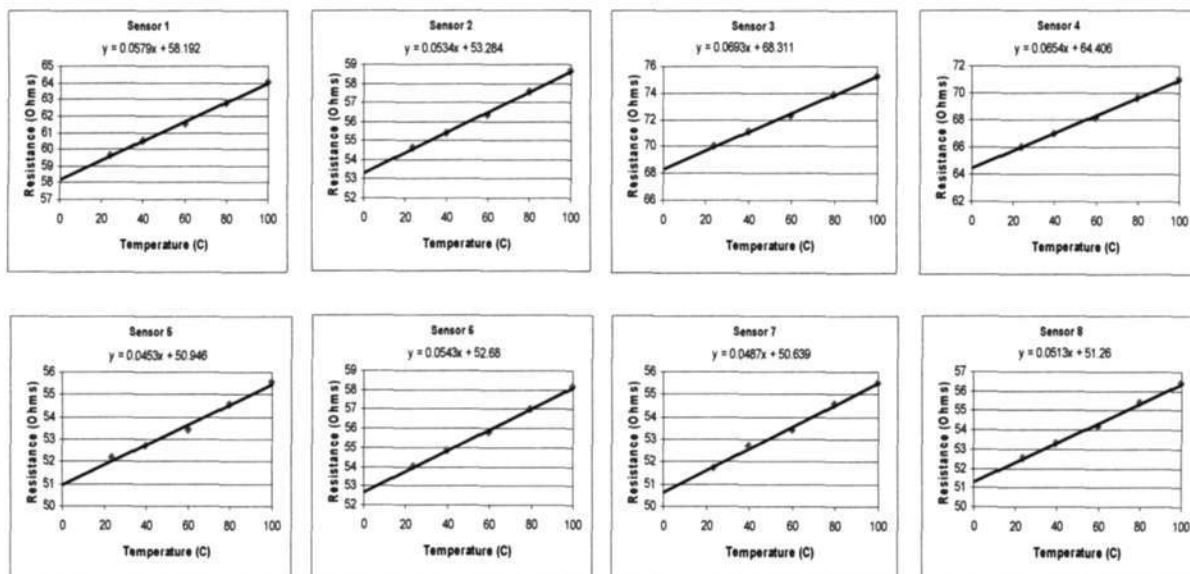 Sensor 1
y = 0.0579x + 58.192
Resistance (Ohms)
65
64
63
62
61
60
59
58
57
0 20 40 60 80 100
Temperature (C)
Sensor 2
y = 0.0534x + 53.284
Resistance (Ohms)
59
58
57
56
55
54
53
52
0 20 40 60 80 100
Temperature (C)
Sensor 3
y = 0.0693x + 68.311
Resistance (Ohms)
76
74
72
70
68
66
0 20 40 60 80 100
Temperature (C)
Sensor 4
y = 0.0654x + 64.406
Resistance (Ohms)
72
70
68
66
64
62
0 20 40 60 80 100
Temperature (C)
Sensor 5
y = 0.0453x + 50.946
Resistance (Ohms)
56
55
54
53
52
51
50
0 20 40 60 80 100
Temperature (C)
Sensor 6
y = 0.0543x + 52.68
Resistance (Ohms)
59
58
57
56
55
54
53
52
0 20 40 60 80 100
Temperature (C)
Sensor 7
y = 0.0487x + 50.639
Resistance (Ohms)
56
55
54
53
52
51
50
0 20 40 60 80 100
Temperature (C)
Sensor 8
y = 0.0513x + 51.26
Resistance (Ohms)
57
56
55
54
53
52
51
50
0 20 40 60 80 100
Temperature (C)